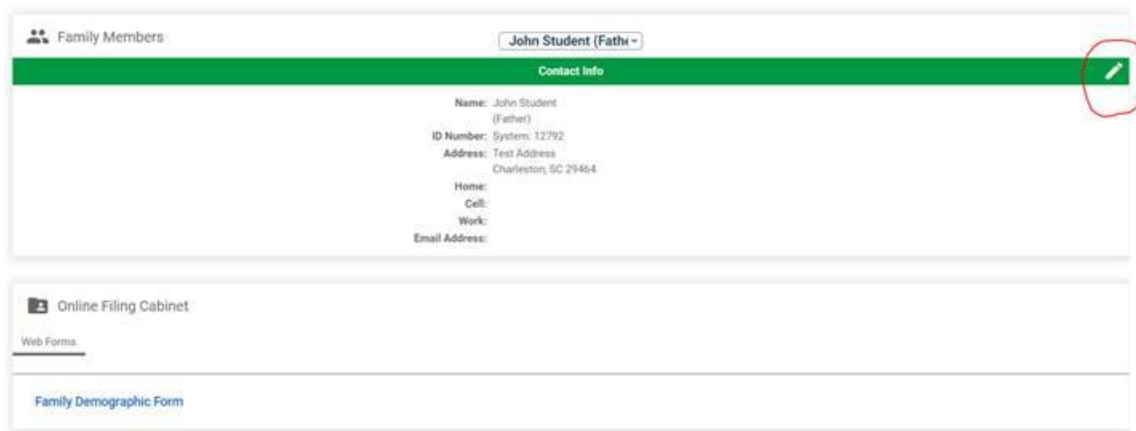 Family Members
John Student (Fathe
Contact Info
Name: John Student
(Father)
ID Number: System: 12792
Address: Test Address
Charleston, SC 29464
Home:
Cell:
Work:
Email Address:
Online Filing Cabinet
Web Forms
Family Demographic Form